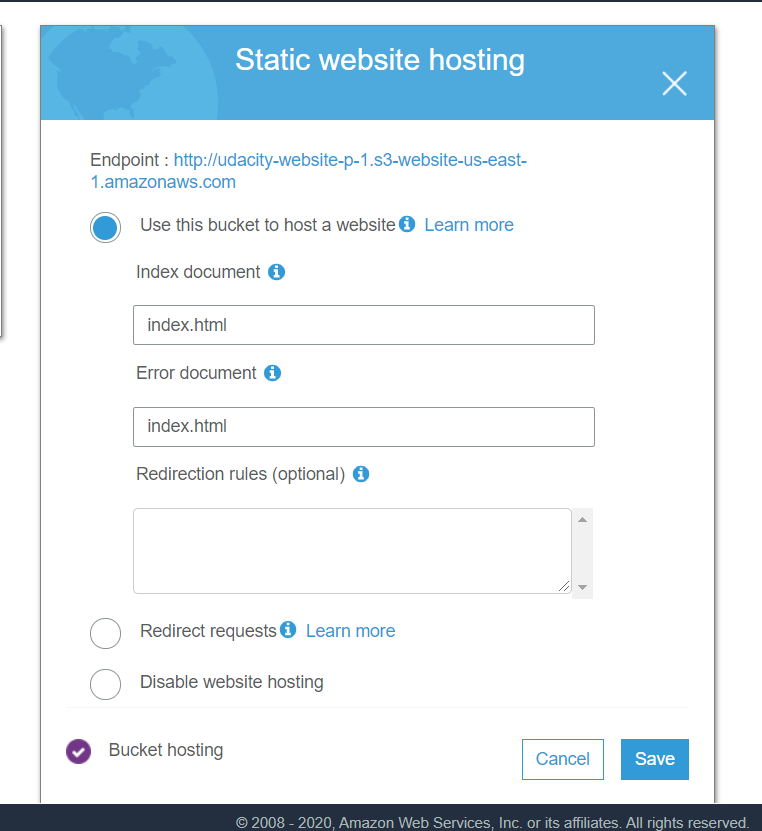 Static website hosting
Endpoint : http://udacity-website-p-1.s3-website-us-east-
1.amazonaws.com
Use this bucket to host a website Learn more
Index document
index.html
Error document
index.html
Redirection rules (optional)
Redirect requests Learn more
Disable website hosting
Bucket hosting
Cancel Save
© 2008 - 2020, Amazon Web Services, Inc. or its affiliates. All rights reserved.